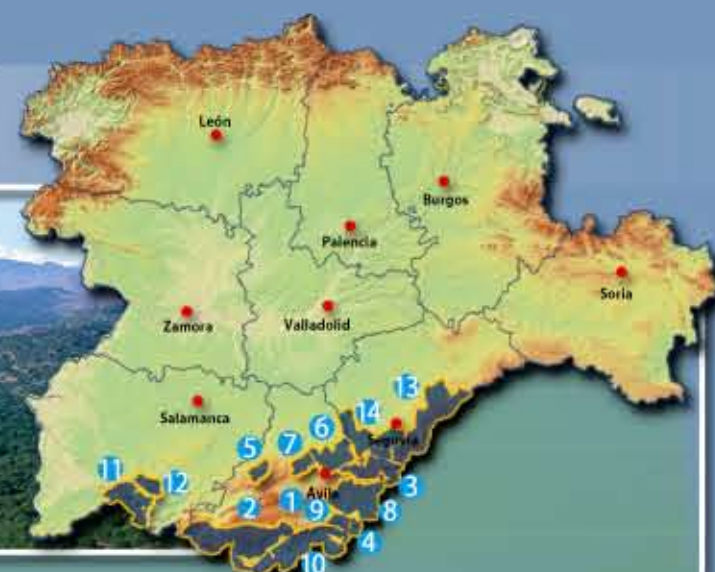 León
Burgos
Palencia
Soria
Zamora
Valladolid
Salamanca
13
14
Segovia
6
7
5
11
12
3
Ávila
1
2
9
8
4
10